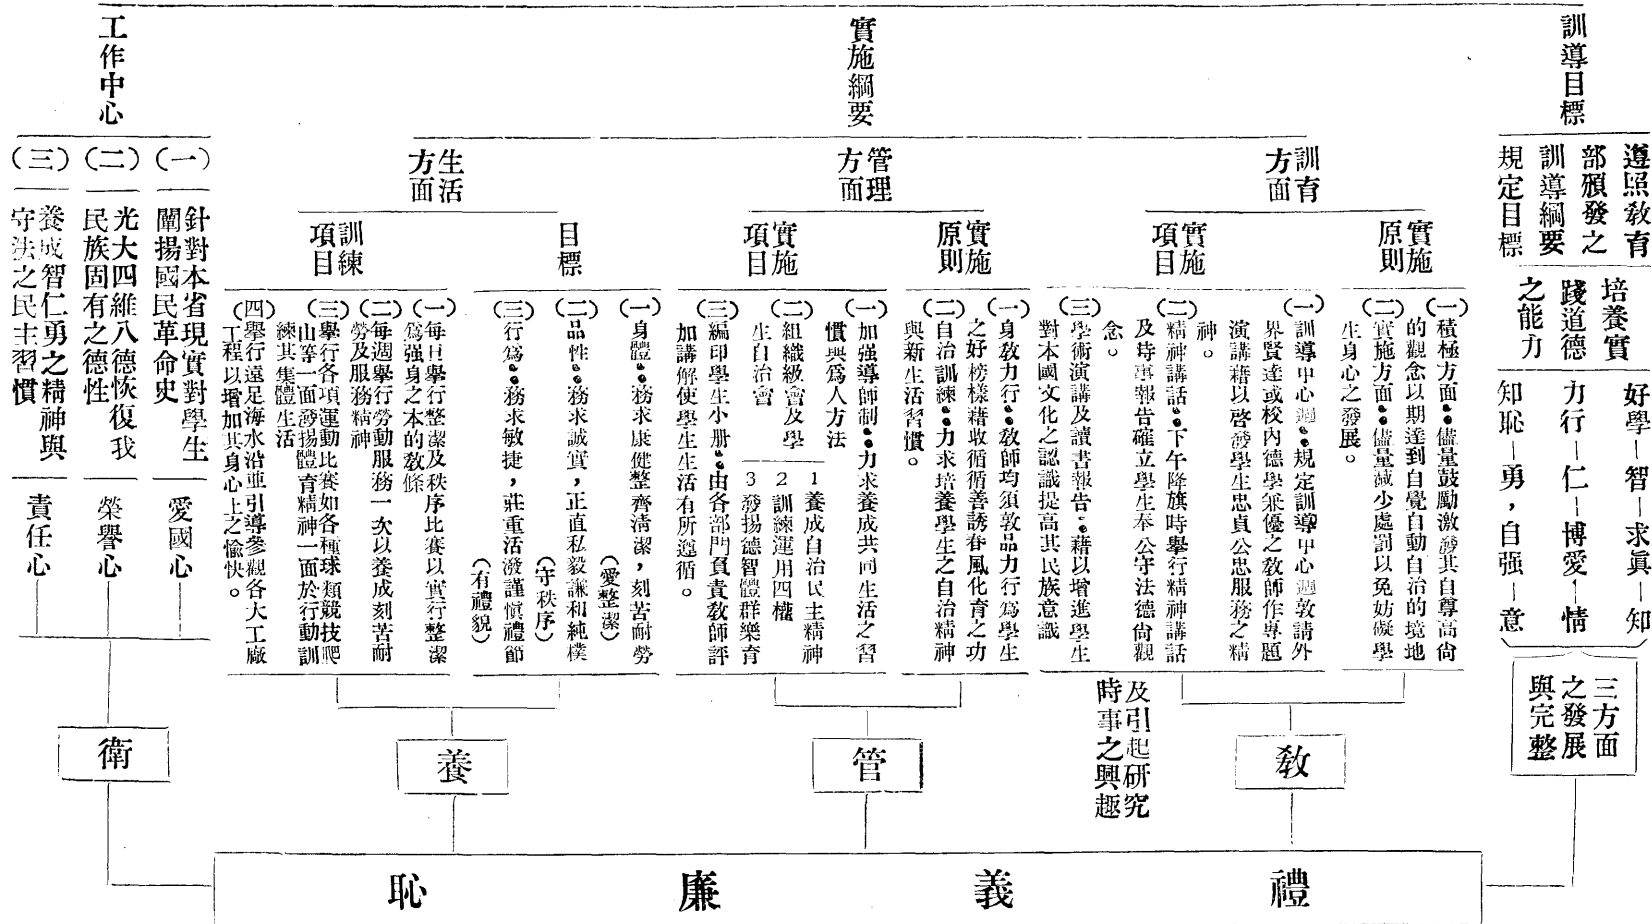 訓導目標
遵照教育
部頒發之
訓導綱要
規定目標
培養實
踐道德
之能力
好學—智—求眞—知
力行—仁—博愛—情
知恥—勇，自强—意
三方面
之發展
與完整
實施綱要
訓育
方面
實施
原則
(一)積極方面：儘量鼓勵激發其自尊高尙
的觀念以期達到自覺自動自治的境地
(二)實施方面：儘量減少處罰以免妨礙學
生身心之發展。
實施
項目
(一)訓導中心週：規定訓導中心週敦請外
界賢達或校內德學兼優之教師作專題
演講藉以啓發學生忠貞公忠服務之精
神。
(二)精神講話：下午降旗時舉行精神講話
及時事報告確立學生奉公守法德尙觀
念。
(三)學術演講及讀書報告：藉以增進學生
對本國文化之認識提高其民族意識
及引起研究
時事之興趣
教
管理
方面
實施
原則
(一)身教力行：教師均須敦品力行爲學生
之好榜樣藉收循循善誘春風化育之功
(二)自治訓練：力求培養學生之自治精神
與新生活習慣。
實施
項目
(一)加强導師制：力求養成共同生活之習
慣與爲人方法
(二)組織級會及學
生自治會
1養成自治民主精神
2訓練運用四權
3發揚德智體群樂育
(三)編印學生小册：由各部門負責教師評
加講解使學生生活有所遵循。
管
生活
方面
目標
(一)身體：務求康健整齊清潔，刻苦耐勞
(愛整潔)
(二)品性：務求誠實，正直私毅謙和純樸
(守秩序)
(三)行爲：務求敏捷，莊重活潑謹愼禮節
(有禮貌)
訓練
項目
(一)每日舉行整潔及秩序比賽以實行整潔
爲强身之本的教條
(二)每週舉行勞動服務一次以養成刻苦耐
勞及服務精神
(三)舉行各項運動比賽如各種球類競技爬
山等一面發揚體育精神一面於行動訓
練其集體生活
(四)舉行遠足海水沿並引導參觀各大工廠
工程以增加其身心上之愉快。
養
工作中心
(一)
針對本省現實對學生
闡揚國民革命史
愛國心
(二)
光大四維八德恢復我
民族固有之德性
榮譽心
(三)
養成智仁勇之精神與
守法之民主習慣
責任心
衛
禮 義 廉 恥